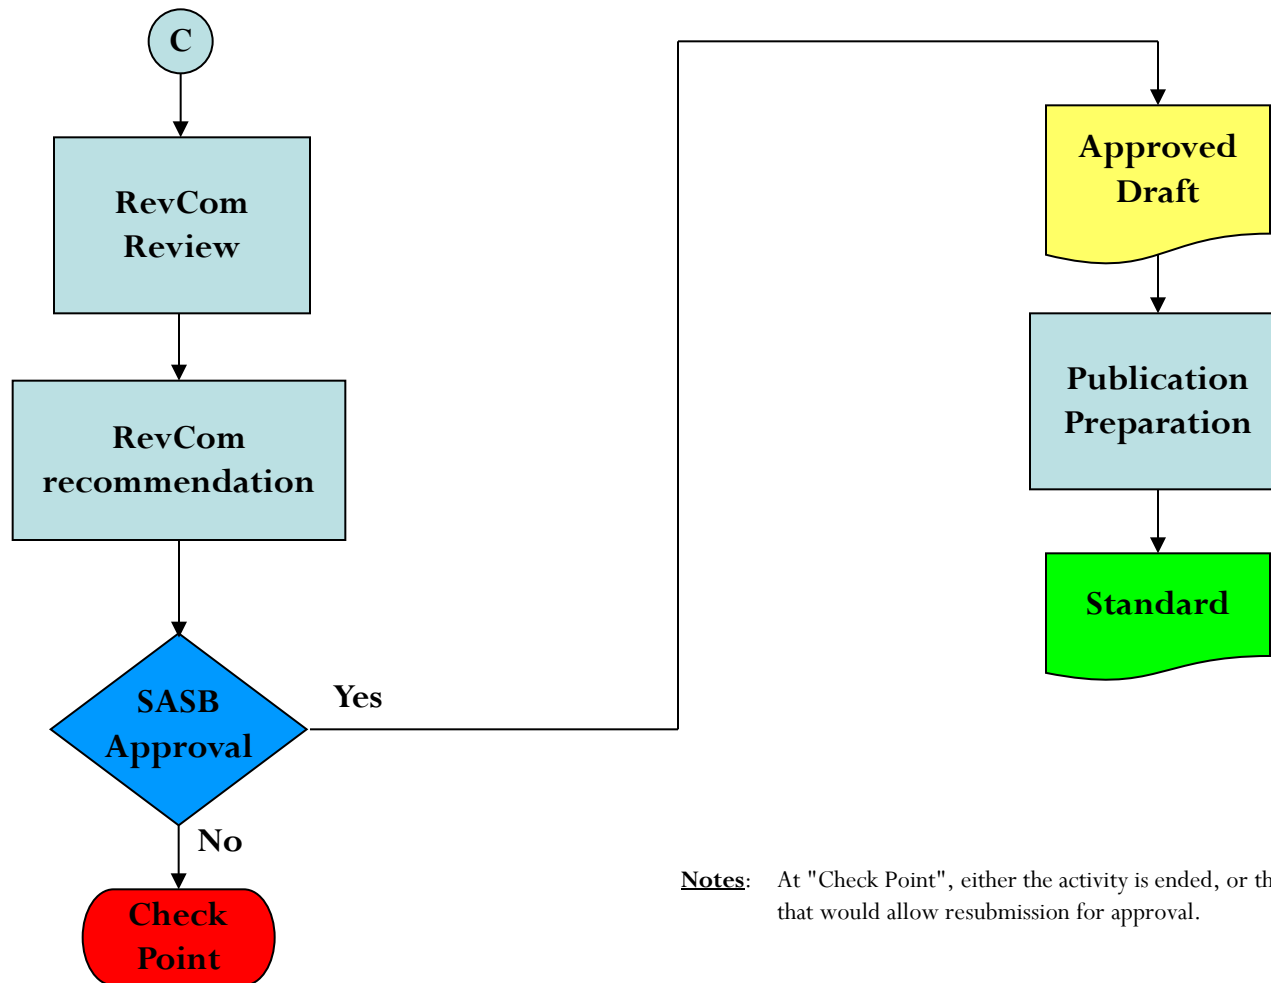 C
RevCom
Review
RevCom
recommendation
SASB
Approval
Yes
No
Check
Point
Approved
Draft
Publication
Preparation
Standard
Notes: At "Check Point", either the activity is ended, or
that would allow resubmission for approval.